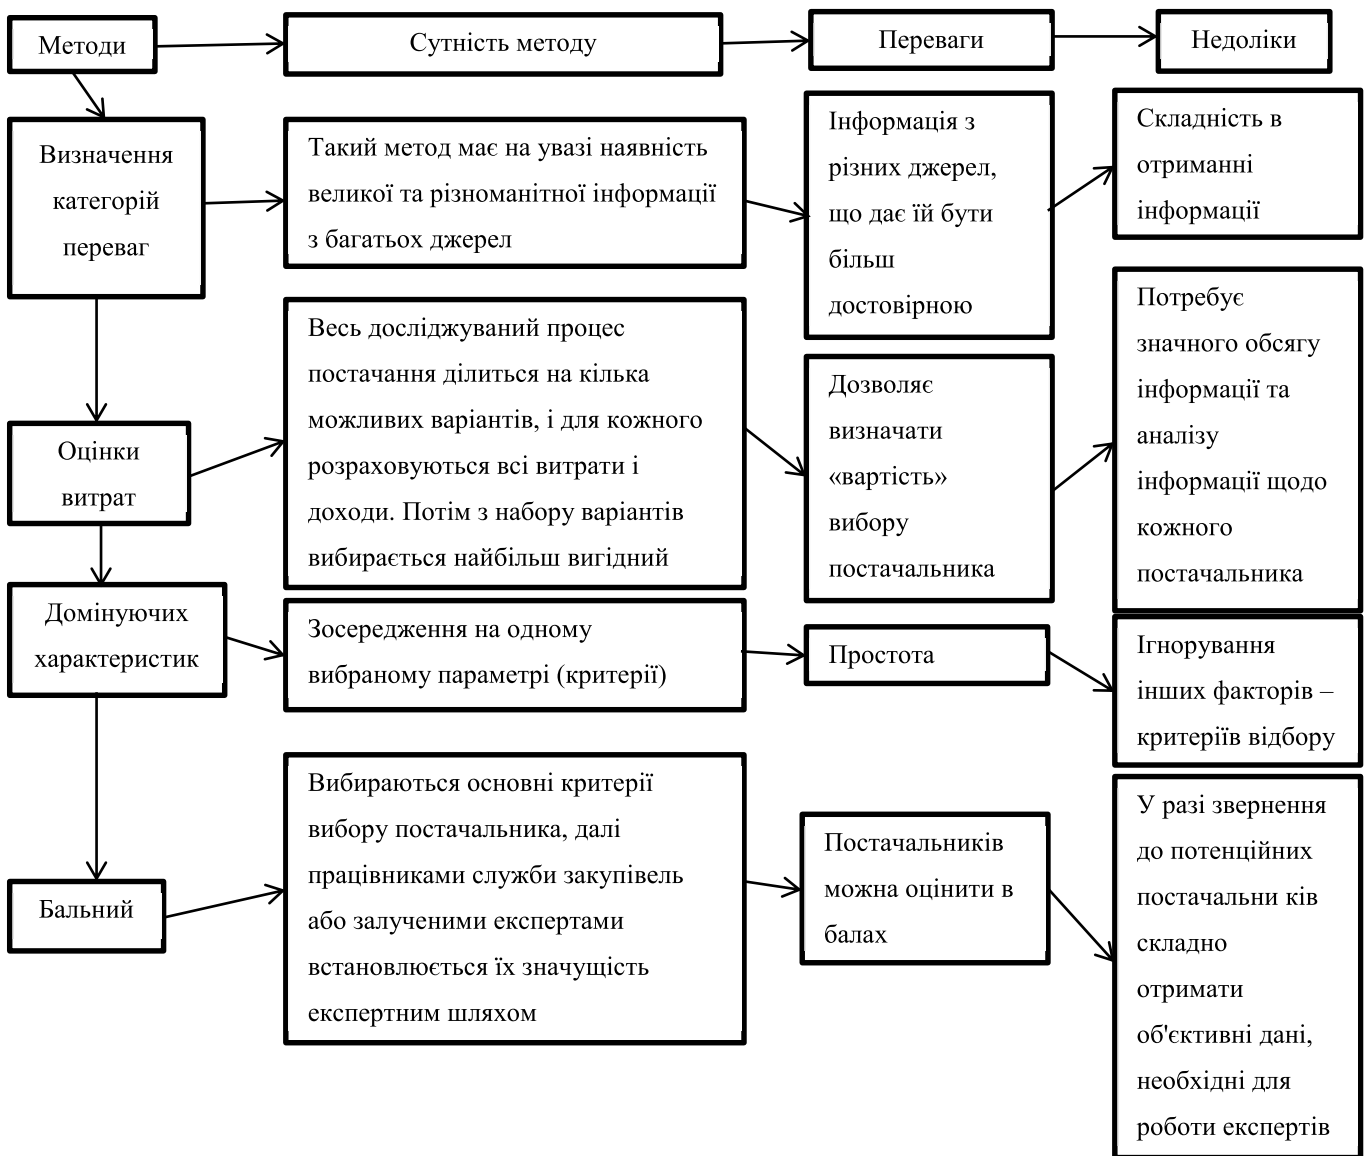 Методи
Сутність методу
Переваги
Недоліки
Визначення
категорій
переваг
Такий метод має на увазі наявність
великої та різноманітної інформації
з багатьох джерел
Інформація з
різних джерел,
що дає їй бути
більш
достовірною
Складність в
отриманні
інформації
Оцінки
витрат
Весь досліджуваний процес
постачання ділиться на кілька
можливих варіантів, і для кожного
розраховуються всі витрати і
доходи. Потім з набору варіантів
вибирається найбільш вигідний
Дозволяє
визначати
«вартість»
вибору
постачальника
Потребує
значного обсягу
інформації та
аналізу
інформації щодо
кожного
постачальника
Домінуючих
характеристик
Зосередження на одному
вибраному параметрі (критерії)
Простота
Ігнорування
інших факторів –
критеріїв відбору
Бальний
Вибираються основні критерії
вибору постачальника, далі
працівниками служби закупівель
або залученими експертами
встановлюється їх значущість
експертним шляхом
Постачальників
можна оцінити в
балах
У разі звернення
до потенційних
постачальни ків
складно
отримати
об'єктивні дані,
необхідні для
роботи експертів